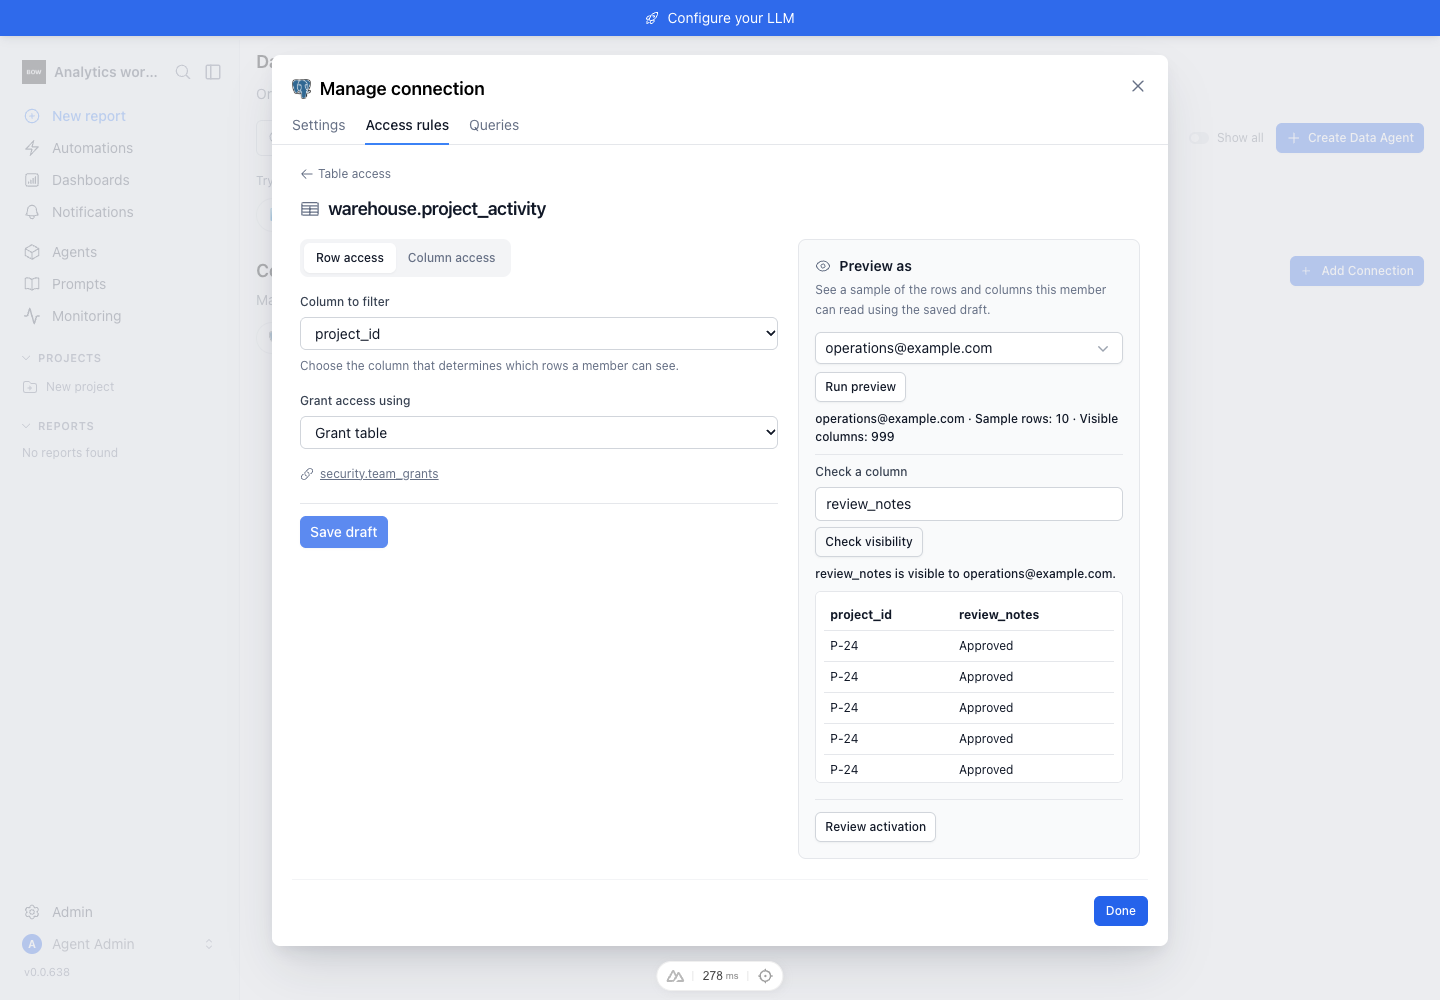 Configure your LLM
BOW
Analytics wor...
New report
Automations
Dashboards
Notifications
Agents
Prompts
Monitoring
PROJECTS
New project
REPORTS
No reports found
Admin
A
Agent Admin
v0.0.638
Try
Show all
Create Data Agent
Add Connection
Manage connection
Settings
Access rules
Queries
Table access
warehouse.project_activity
Row access
Column access
Column to filter
project_id
Choose the column that determines which rows a member can see.
Grant access using
Grant table
security.team_grants
Save draft
Preview as
See a sample of the rows and columns this member
can read using the saved draft.
operations@example.com
Run preview
operations@example.com · Sample rows: 10 · Visible
columns: 999
Check a column
review_notes
Check visibility
review_notes is visible to operations@example.com.
project_id review_notes
P-24 Approved
P-24 Approved
P-24 Approved
P-24 Approved
P-24 Approved
Review activation
Done
278 ms